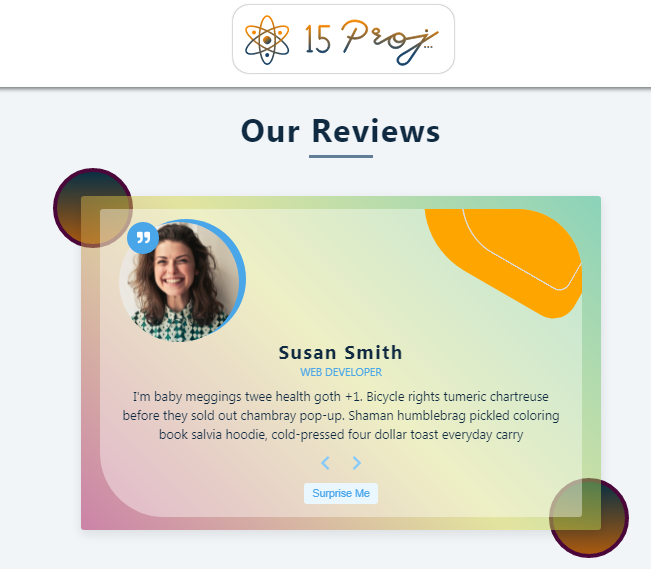 15 Proj...
Our Reviews
Susan Smith
WEB DEVELOPER
I'm baby meggings twee health goth +1. Bicycle rights tumeric chartreuse
before they sold out chambray pop-up. Shaman humblebrag pickled coloring
book salvia hoodie, cold-pressed four dollar toast everyday carry
Surprise Me